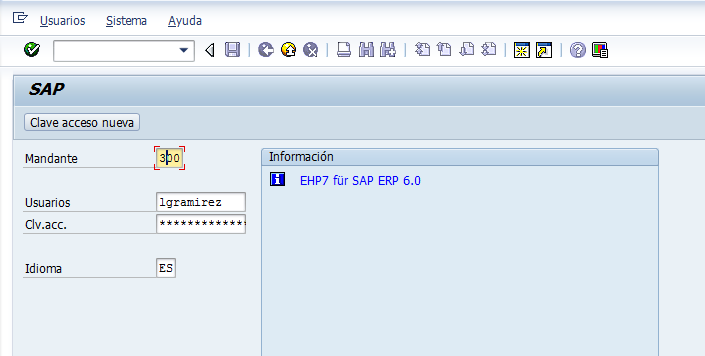 Usuarios Sistema Ayuda
SAP
Clave acceso nueva
Mandante 300
Información
EHP7 für SAP ERP 6.0
Usuarios lgramirez
Clv.acc. *************
Idioma ES